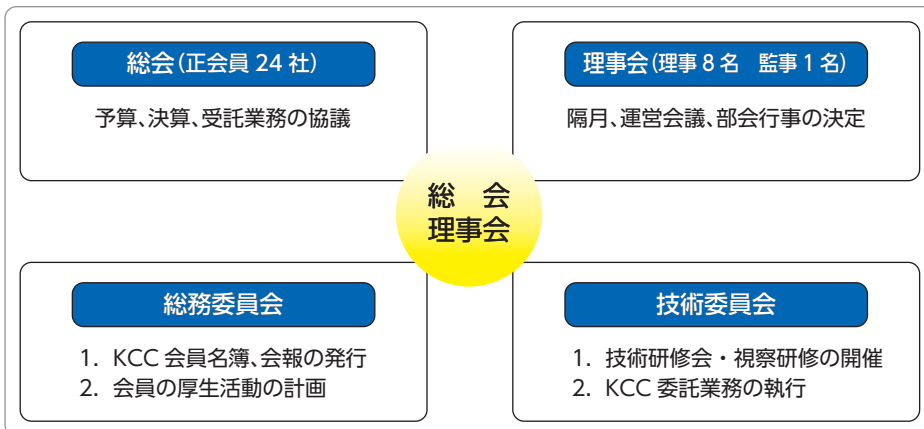 総会(正会員 24 社)
予算、決算、受託業務の協議
理事会(理事 8 名　監事 1 名)
隔月、運営会議、部会行事の決定
総　会
理事会
総務委員会
1. KCC 会員名簿、会報の発行
2. 会員の厚生活動の計画
技術委員会
1. 技術研修会・視察研修の開催
2. KCC 委託業務の執行